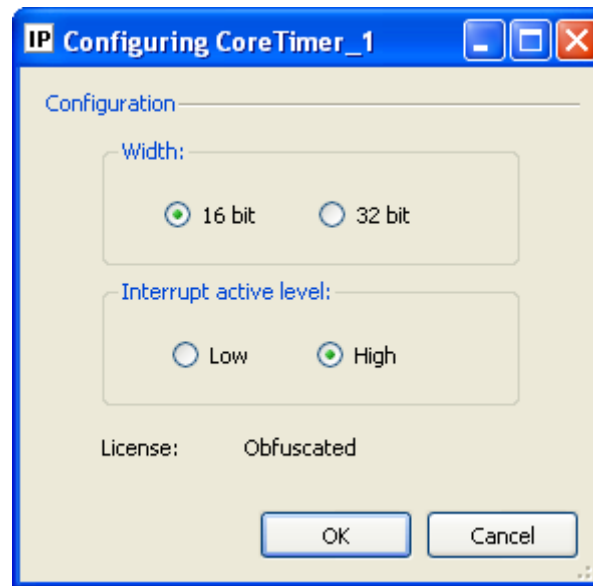 IP Configuring CoreTimer_1
Configuration
Width:
16 bit 32 bit
Interrupt active level:
Low High
License: Obfuscated
OK Cancel